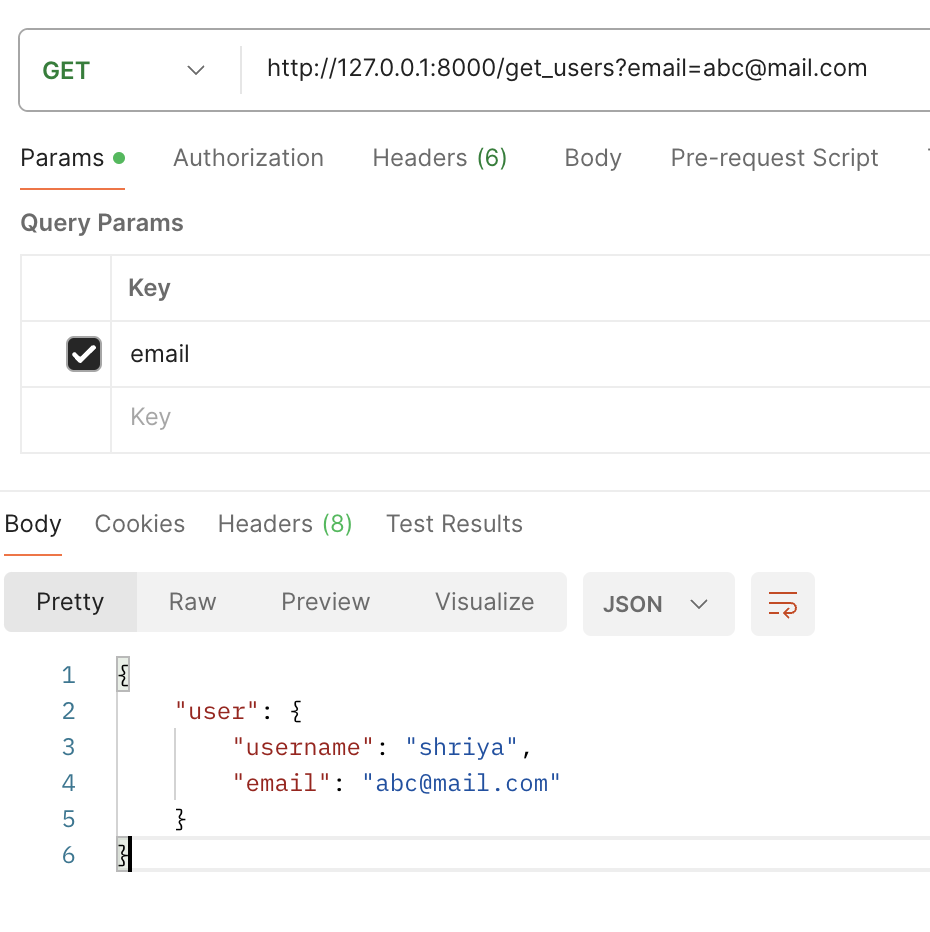 GET http://127.0.0.1:8000/get_users?email=abc@mail.com
Params Authorization Headers (6) Body Pre-request Script
Query Params
Key
email
Key
Body Cookies Headers (8) Test Results
Pretty Raw Preview Visualize JSON
1 {
2 "user": {
3 "username": "shriya",
4 "email": "abc@mail.com"
5 }
6 }